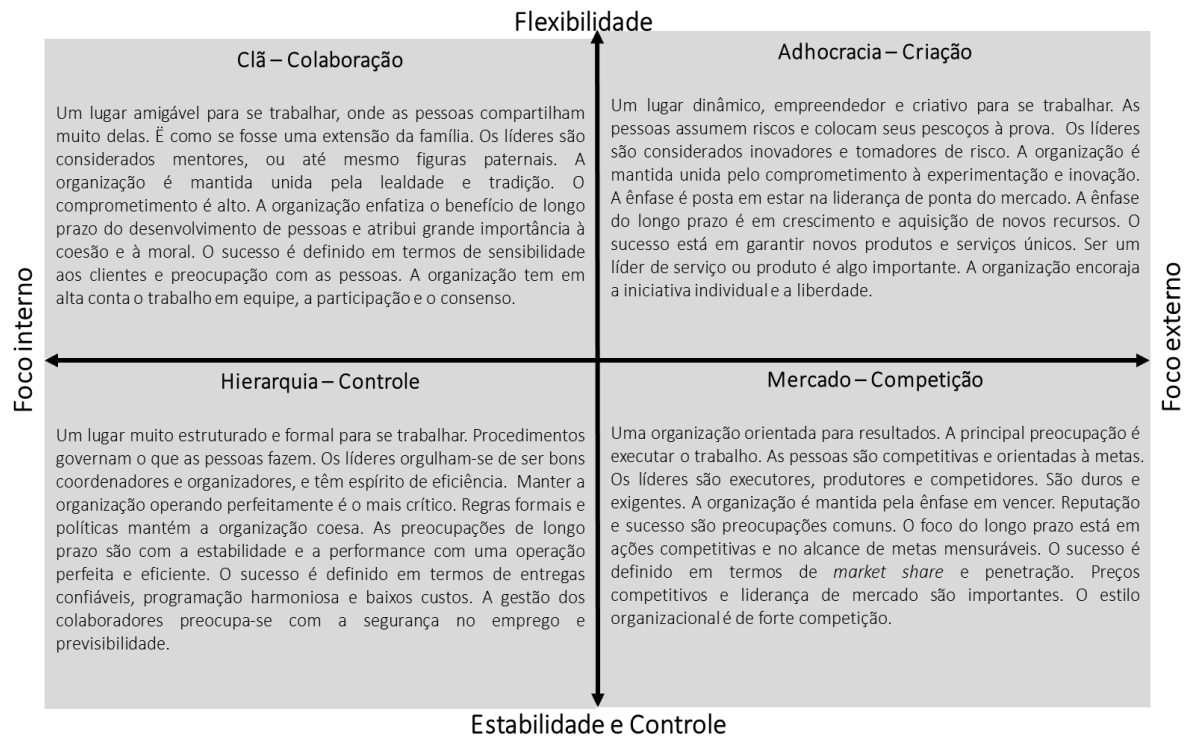 Flexibilidade
Clã – Colaboração
Um lugar amigável para se trabalhar, onde as pessoas compartilham
muito delas. Ë como se fosse uma extensão da família. Os líderes são
considerados mentores, ou até mesmo figuras paternais. A
organização é mantida unida pela lealdade e tradição. O
comprometimento é alto. A organização enfatiza o benefício de longo
prazo do desenvolvimento de pessoas e atribui grande importância à
coesão e à moral. O sucesso é definido em termos de sensibilidade
aos clientes e preocupação com as pessoas. A organização tem em
alta conta o trabalho em equipe, a participação e o consenso.
Adhocracia – Criação
Um lugar dinâmico, empreendedor e criativo para se trabalhar. As
pessoas assumem riscos e colocam seus pescoços à prova. Os líderes
são considerados inovadores e tomadores de risco. A organização é
mantida unida pelo comprometimento à experimentação e inovação.
A ênfase é posta em estar na liderança de ponta do mercado. A ênfase
do longo prazo é em crescimento e aquisição de novos recursos. O
sucesso está em garantir novos produtos e serviços únicos. Ser um
líder de serviço ou produto é algo importante. A organização encoraja
a iniciativa individual e a liberdade.
Foco interno
Foco externo
Hierarquia – Controle
Um lugar muito estruturado e formal para se trabalhar. Procedimentos
governam o que as pessoas fazem. Os líderes orgulham-se de ser bons
coordenadores e organizadores, e têm espírito de eficiência. Manter a
organização operando perfeitamente é o mais crítico. Regras formais e
políticas mantém a organização coesa. As preocupações de longo
prazo são com a estabilidade e a performance com uma operação
perfeita e eficiente. O sucesso é definido em termos de entregas
confiáveis, programação harmoniosa e baixos custos. A gestão dos
colaboradores preocupa-se com a segurança no emprego e
previsibilidade.
Mercado – Competição
Uma organização orientada para resultados. A principal preocupação é
executar o trabalho. As pessoas são competitivas e orientadas à metas.
Os líderes são executores, produtores e competidores. São duros e
exigentes. A organização é mantida pela ênfase em vencer. Reputação
e sucesso são preocupações comuns. O foco do longo prazo está em
ações competitivas e no alcance de metas mensuráveis. O sucesso é
definido em termos de market share e penetração. Preços
competitivos e liderança de mercado são importantes. O estilo
organizacional é de forte competição.
Estabilidade e Controle